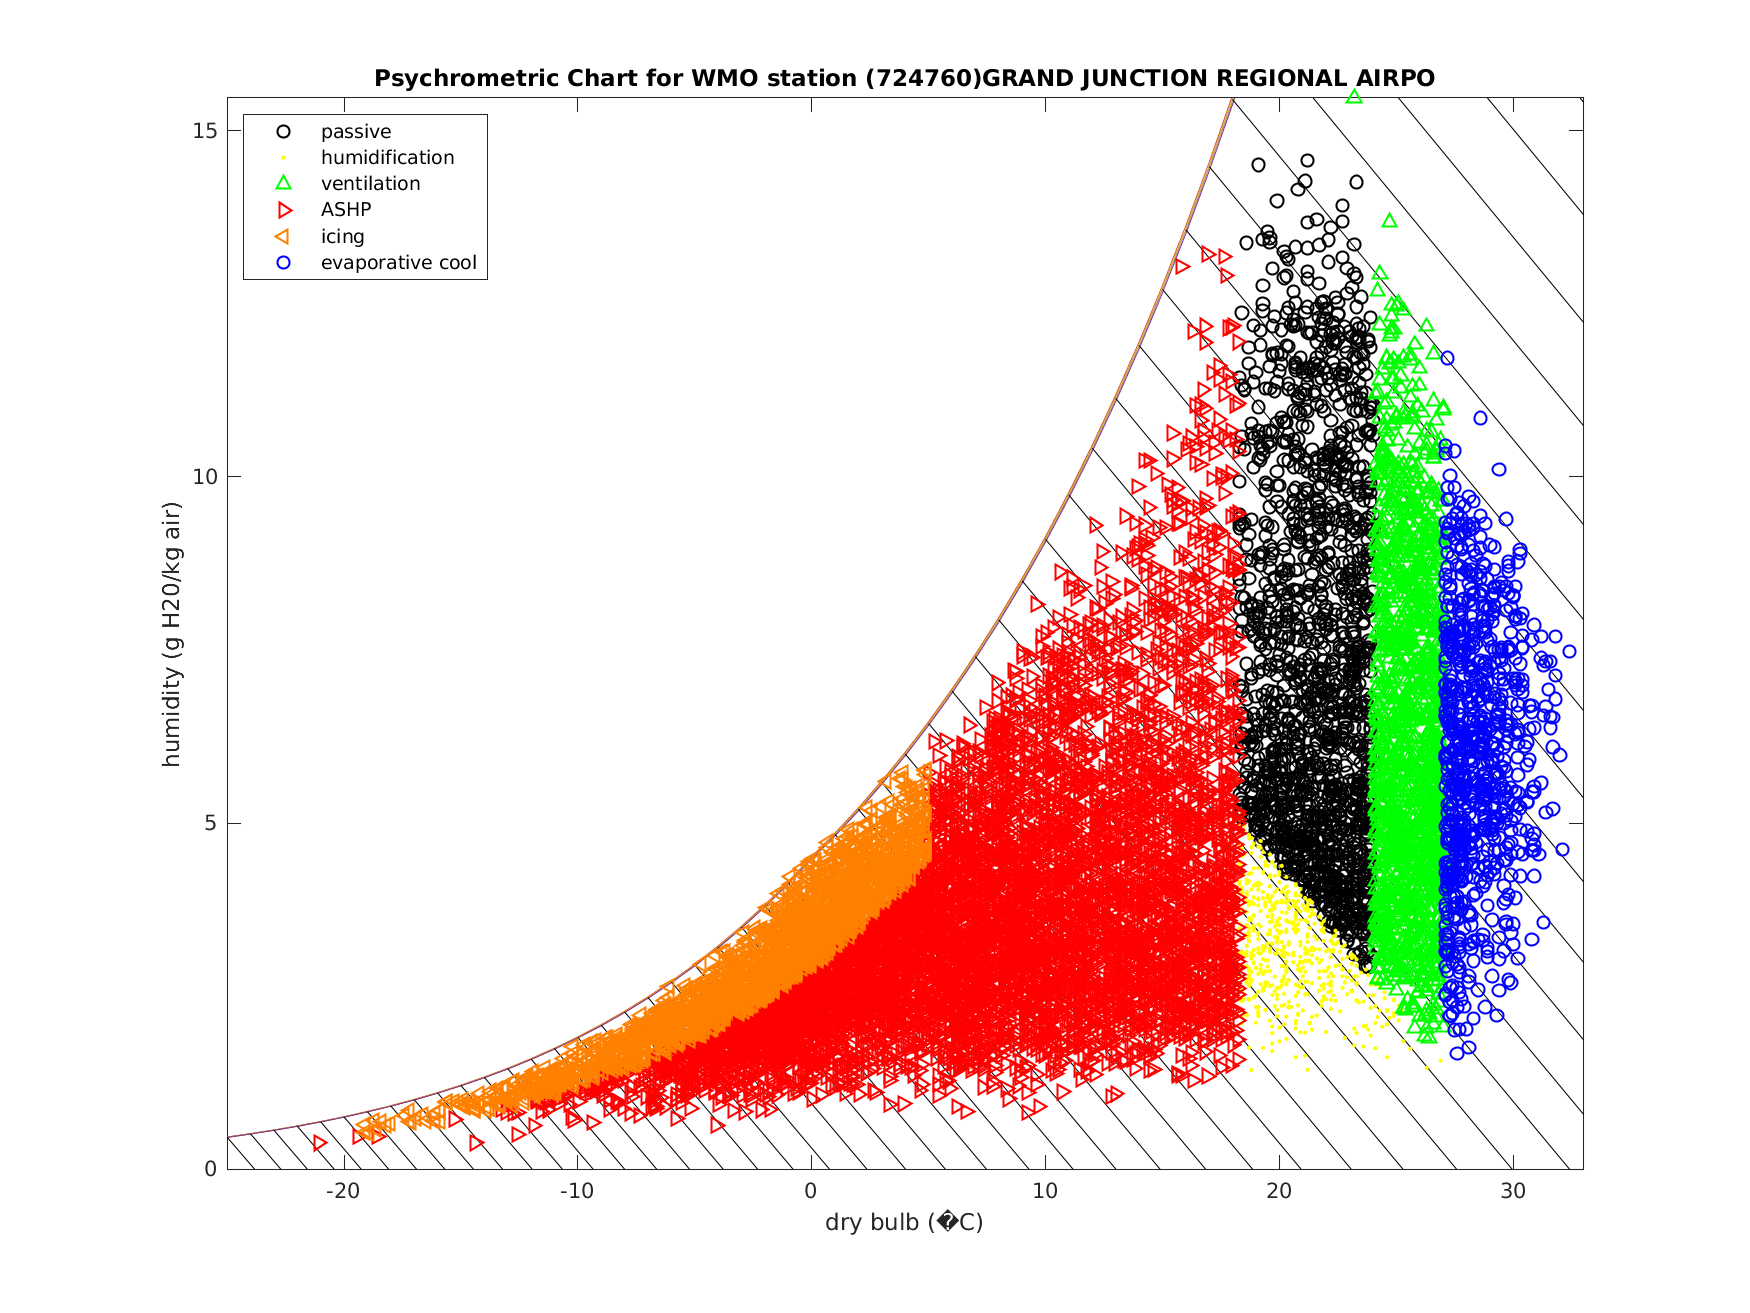 Psychrometric Chart for WMO station (724760)GRAND JUNCTION REGIONAL AIRPO
passive
humidification
ventilation
ASHP
icing
evaporative cool
15
10
5
0
humidity (g H20/kg air)
-20 -10 0 10 20 30
dry bulb (�C)